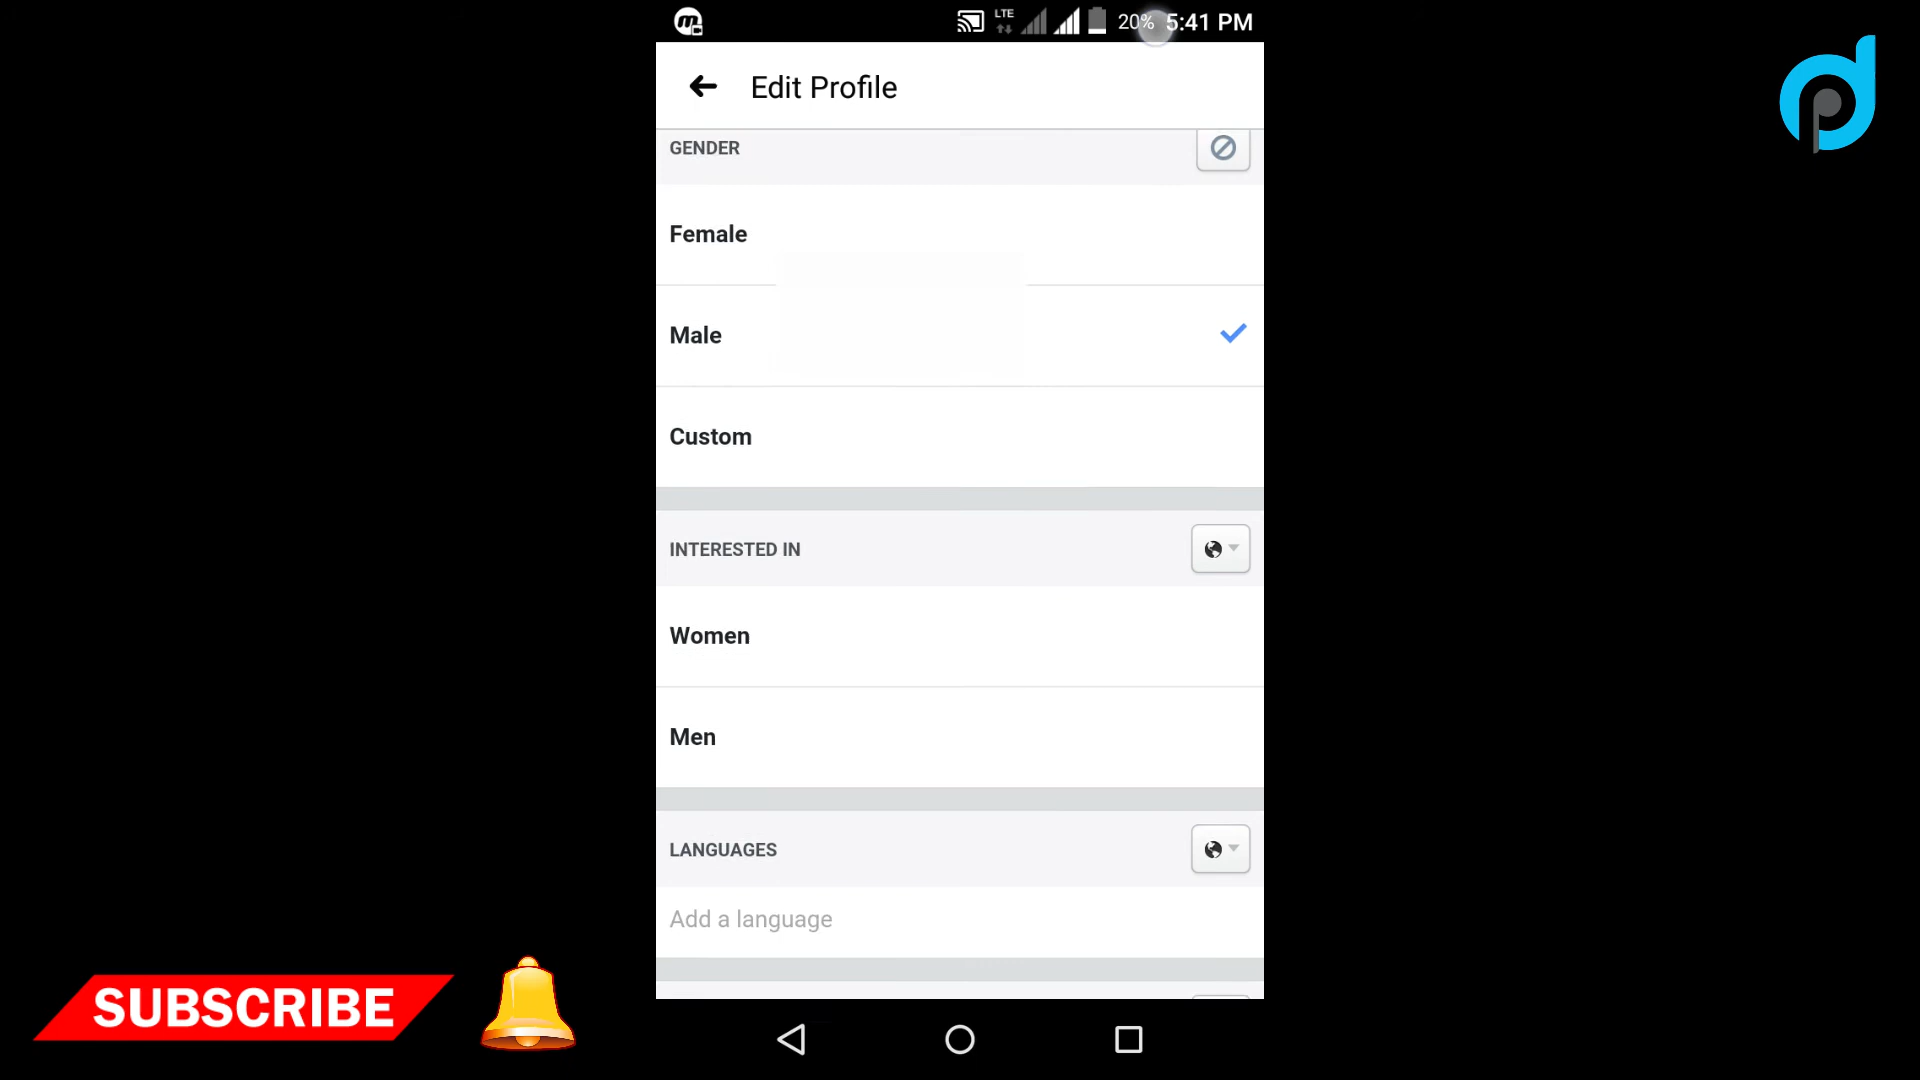 LTE
20% 5:41 PM
Edit Profile
GENDER
Female
Male
Custom
INTERESTED IN
Women
Men
LANGUAGES
Add a language
SUBSCRIBE